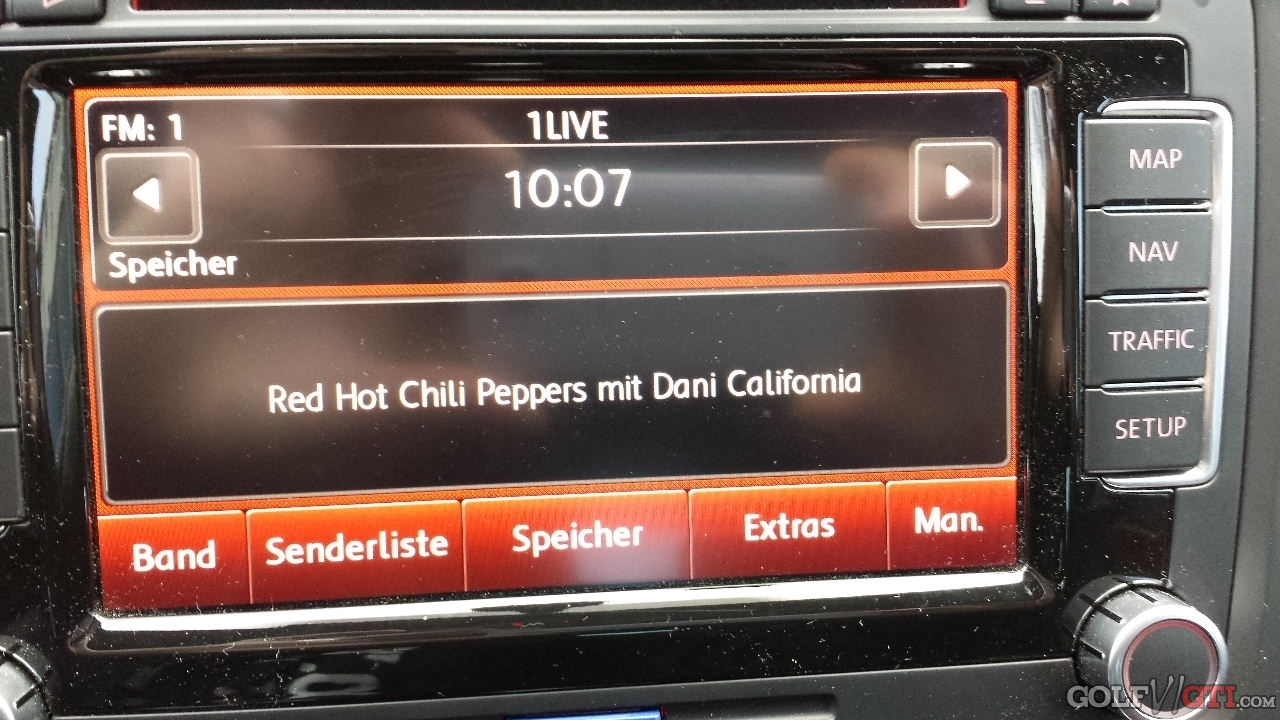 FM: 1
1LIVE
10:07
Speicher
Red Hot Chili Peppers mit Dani California
Band
Senderliste
Speicher
Extras
Man.
MAP
NAV
TRAFFIC
SETUP
GOLFVIGTI.COM